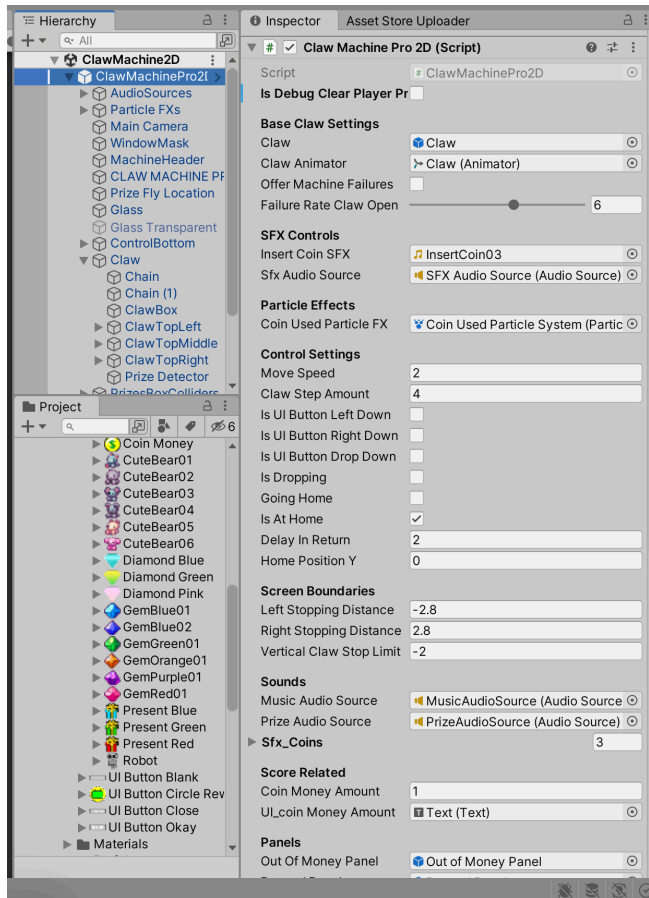 Hierarchy
All
ClawMachine2D
ClawMachinePro2D
AudioSources
Particle FXs
Main Camera
WindowMask
MachineHeader
CLAW MACHINE PR
Prize Fly Location
Glass
Glass Transparent
ControlBottom
Claw
Chain
Chain (1)
ClawBox
ClawTopLeft
ClawTopMiddle
ClawTopRight
Prize Detector
PrizesBoxColliders
Project
6
Coin Money
CuteBear01
CuteBear02
CuteBear03
CuteBear04
CuteBear05
CuteBear06
Diamond Blue
Diamond Green
Diamond Pink
GemBlue01
GemBlue02
GemGreen01
GemOrange01
GemPurple01
GemRed01
Present Blue
Present Green
Present Red
Robot
UI Button Blank
UI Button Circle Rev
UI Button Close
UI Button Okay
Materials
Inspector Asset Store Uploader
Claw Machine Pro 2D (Script)
Script ClawMachinePro2D
Is Debug Clear Player Pr
Base Claw Settings
Claw Claw
Claw Animator Claw (Animator)
Offer Machine Failures
Failure Rate Claw Open 6
SFX Controls
Insert Coin SFX InsertCoin03
Sfx Audio Source SFX Audio Source (Audio Source)
Particle Effects
Coin Used Particle FX Coin Used Particle System (Partic
Control Settings
Move Speed 2
Claw Step Amount 4
Is UI Button Left Down
Is UI Button Right Down
Is UI Button Drop Down
Is Dropping
Going Home
Is At Home
Delay In Return 2
Home Position Y 0
Screen Boundaries
Left Stopping Distance -2.8
Right Stopping Distance 2.8
Vertical Claw Stop Limit -2
Sounds
Music Audio Source MusicAudioSource (Audio Source
Prize Audio Source PrizeAudioSource (Audio Source)
Sfx_Coins 3
Score Related
Coin Money Amount 1
UI_coin Money Amount Text (Text)
Panels
Out Of Money Panel Out of Money Panel